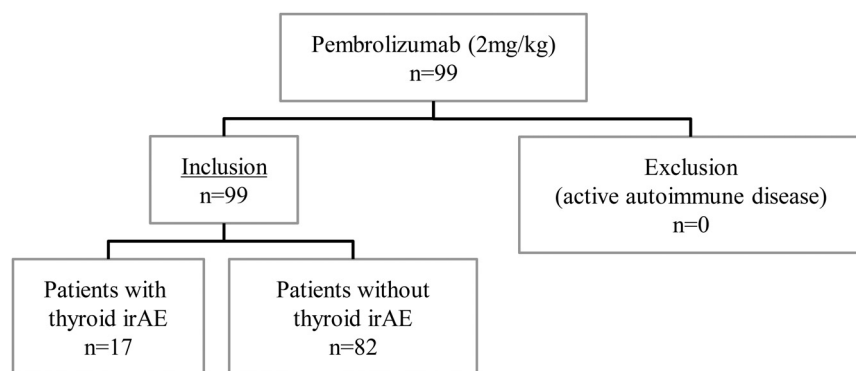 Pembrolizumab (2mg/kg)
n=99
Inclusion
n=99
Exclusion
(active autoimmune disease)
n=0
Patients with
thyroid irAE
n=17
Patients without
thyroid irAE
n=82